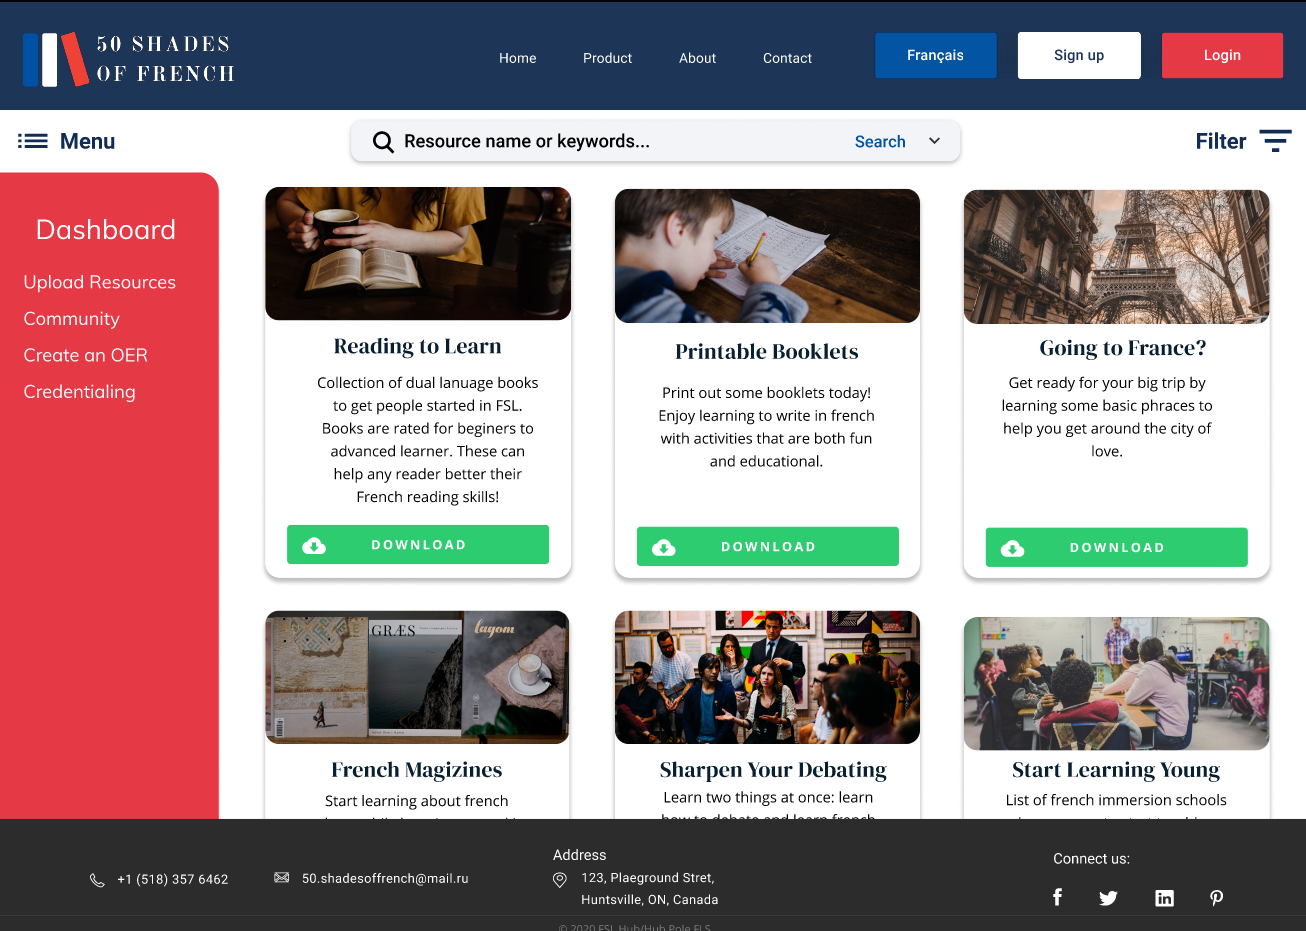 50 SHADES
OF FRENCH
Home Product About Contact Français Sign up Login
Menu
Resource name or keywords... Search
Filter
Dashboard
Upload Resources
Community
Create an OER
Credentialing
Reading to Learn
Collection of dual lanuage books
to get people started in FSL.
Books are rated for beginers to
advanced learner. These can
help any reader better their
French reading skills!
DOWNLOAD
Printable Booklets
Print out some booklets today!
Enjoy learning to write in french
with activities that are both fun
and educational.
DOWNLOAD
Going to France?
Get ready for your big trip by
learning some basic phraces to
help you get around the city of
love.
DOWNLOAD
GRÆS
lagom
French Magizines
Start learning about french
Sharpen Your Debating
Learn two things at once: learn
how to debate and learn french
Start Learning Young
List of french immersion schools
+1 (518) 357 6462
50.shadesoffrench@mail.ru
Address
123, Plaeground Stret,
Huntsville, ON, Canada
Connect us:
© 2020 FSL Hub/Hub Pole FLS